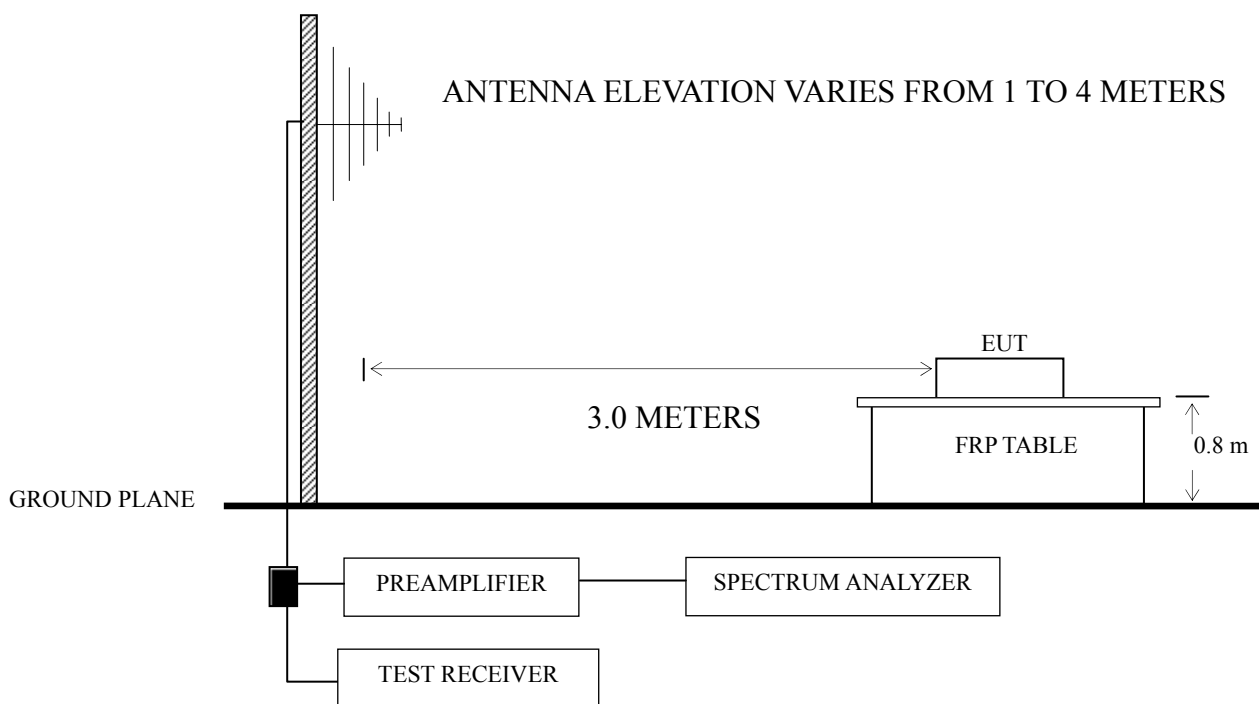 ANTENNA ELEVATION VARIES FROM 1 TO 4 METERS
EUT
3.0 METERS
FRP TABLE
0.8 m
GROUND PLANE
PREAMPLIFIER
SPECTRUM ANALYZER
TEST RECEIVER